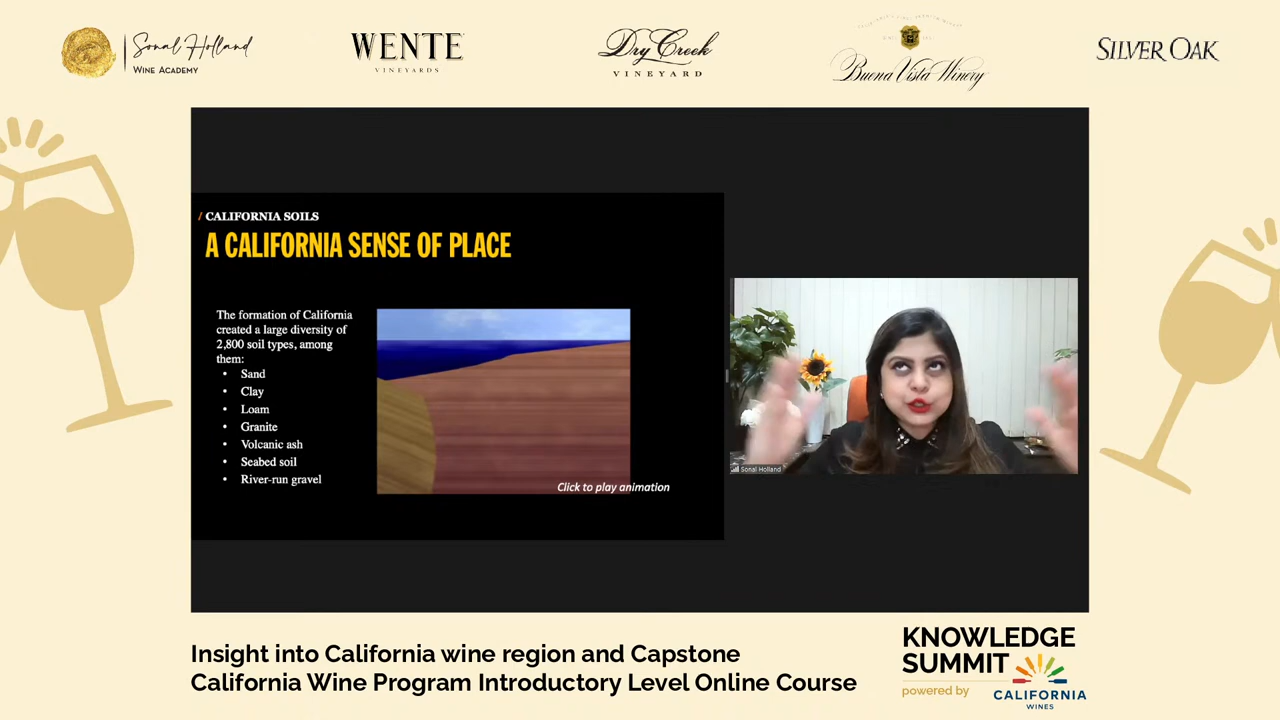 Sonal Holland
WINE ACADEMY
WENTE
VINEYARDS
Dry Creek
VINEYARD
Buena Vista Winery
SILVER OAK
/ CALIFORNIA SOILS
A CALIFORNIA SENSE OF PLACE
The formation of California
created a large diversity of
2,800 soil types, among
them:
• Sand
• Clay
• Loam
• Granite
• Volcanic ash
• Seabed soil
• River-run gravel
Click to play animation
Sonal Holland
Insight into California wine region and Capstone
California Wine Program Introductory Level Online Course
KNOWLEDGE
SUMMIT
powered by
CALIFORNIA
WINES